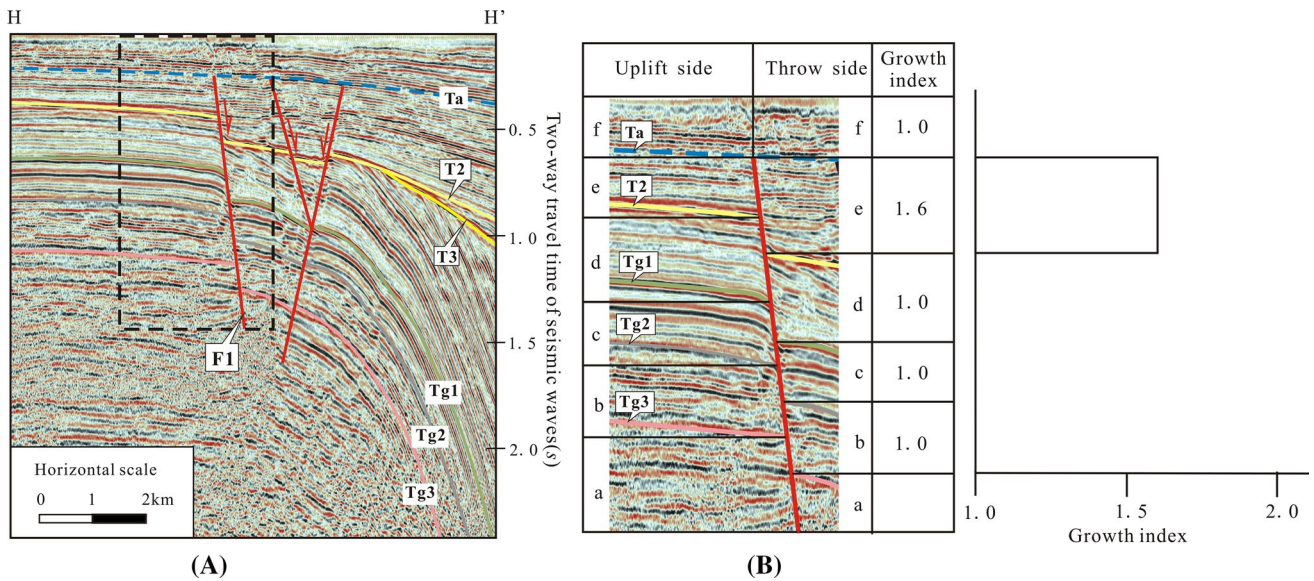 H
H’
Ta
T2
T3
F1
Tg1
Tg2
Tg3
0.5
1.0
1.5
2.0
Two-way travel time of seismic waves(s)
Horizontal scale
0 1 2km
(A)
Uplift side
Throw side
Growth
index
f
Ta
f
1.0
e
T2
e
1.6
d
Tg1
d
1.0
c
Tg2
c
1.0
b
Tg3
b
1.0
a
a
(B)
1.0 1.5 2.0
Growth index